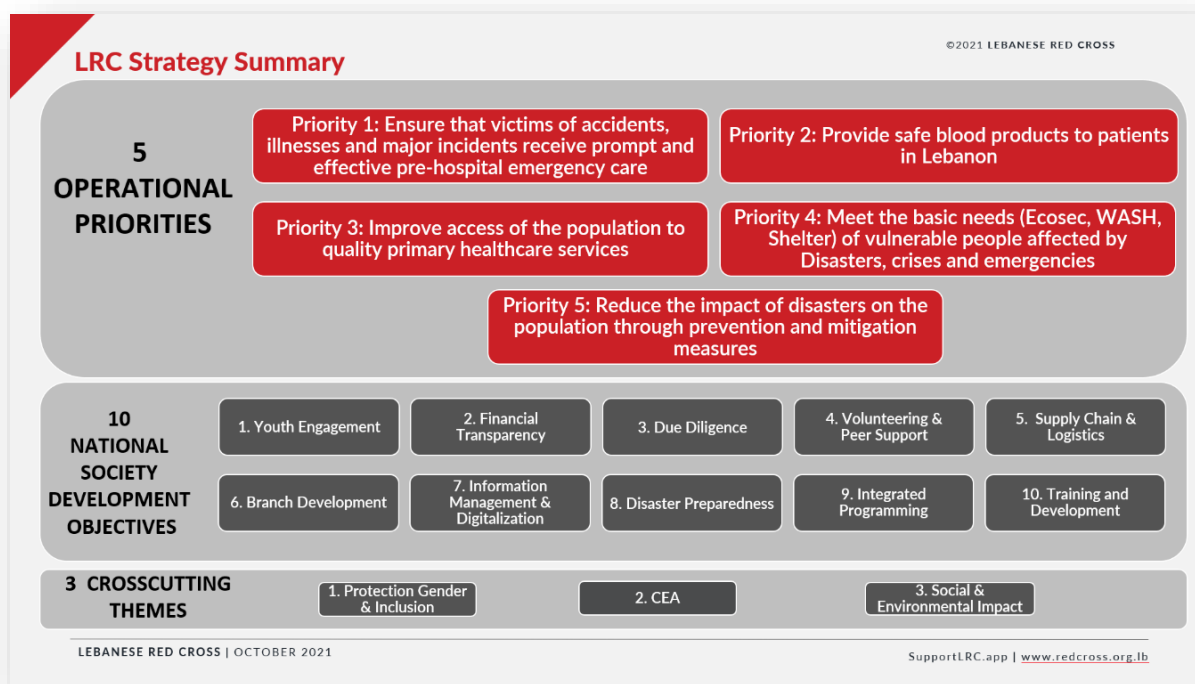 ©2021 LEBANESE RED CROSS
LRC Strategy Summary
5
OPERATIONAL
PRIORITIES
Priority 1: Ensure that victims of accidents,
illnesses and major incidents receive prompt and
effective pre-hospital emergency care
Priority 2: Provide safe blood products to patients
in Lebanon
Priority 3: Improve access of the population to
quality primary healthcare services
Priority 4: Meet the basic needs (Ecosec, WASH,
Shelter) of vulnerable people affected by
Disasters, crises and emergencies
Priority 5: Reduce the impact of disasters on the
population through prevention and mitigation
measures
10
NATIONAL
SOCIETY
DEVELOPMENT
OBJECTIVES
1. Youth Engagement
2. Financial
Transparency
3. Due Diligence
4. Volunteering &
Peer Support
5. Supply Chain &
Logistics
6. Branch Development
7. Information
Management &
Digitalization
8. Disaster Preparedness
9. Integrated
Programming
10. Training and
Development
3 CROSSCUTTING
THEMES
1. Protection Gender
& Inclusion
2. CEA
3. Social &
Environmental Impact
LEBANESE RED CROSS | OCTOBER 2021
SupportLRC.app | www.redcross.org.lb